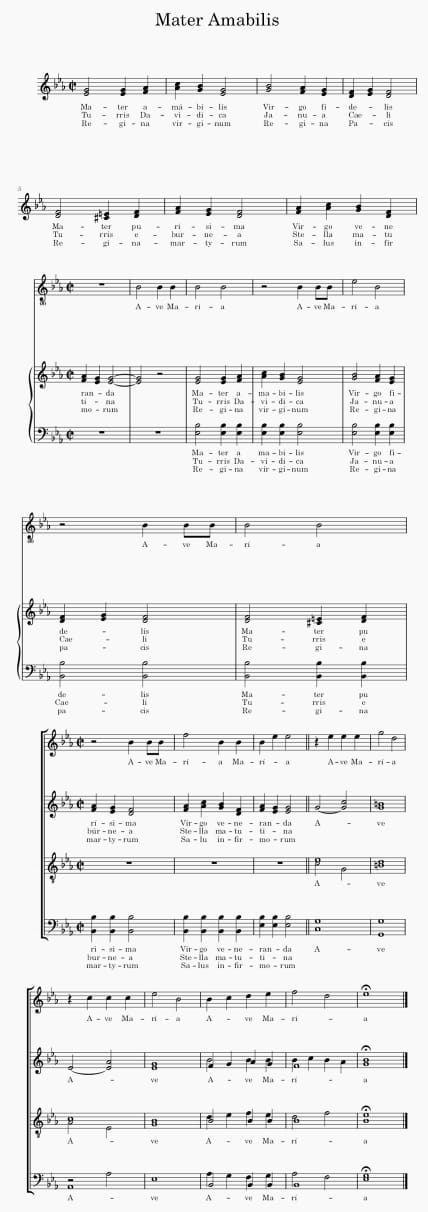 Mater Amabilis
Ma - ter a - má - bi - lis Vir - go fi - de - lis
Tu - rris Da - vi - di - ca Ja - nu - a Cae - li
Re - gi - na vir - gi - num Re - gi - na Pa - cis
5
Ma - ter pu - ri - si - ma Vir - go ve - ne
Tu - rris e - bur - ne - a Ste - lla ma - tu
Re - gi - na - mar - ty - rum Sa - lus in - fir
A - ve Ma - ri - a A - ve Ma - ri - a
ran - da Ma - ter a - ma - bi - lis Vir - go fi -
ti - na Tu - rris Da - vi - di - ca Ja - nu - a
mo - rum Re - gi - na vir - gi - num Re - gi - na
Ma - ter a - ma - bi - lis Vir - go fi -
Tu - rris Da - vi - di - ca Ja - nu - a
Re - gi - na vir - gi - num Re - gi - na
A - ve Ma - ri - a
de - lis Ma - ter pu
Cae - li Tu - rris e
pa - cis Re - gi - na
de - lis Ma - ter pu
Cae - li Tu - rris e
pa - cis Re - gi - na
A - ve Ma - ri - a Ma - ri - a A - ve Ma - ri - a
ri - si - ma Vir - go ve - ne - ran - da A - ve
búr - ne - a Ste - lla ma - tu - ti - na
mar - ty - rum Sa - lu in - fir - mo - rum
A - ve
ri - si - ma Vir - go ve - ne - ran - da A - ve
bur - ne - a Ste - lla ma - tu - ti - na
mar - ty - rum Sa - lus in - fir - mo - rum
A - ve Ma - ri - a Ma - ri - a A - ve Ma - ri - a
A - ve A - ve Ma - ri - a
A - ve A - ve Ma - ri - a
A - ve A - ve Ma - ri - a